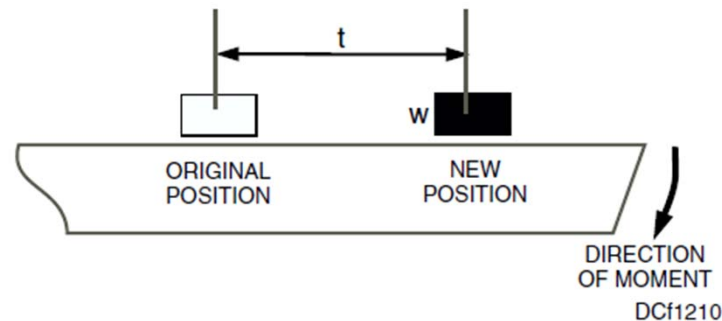 t
w
ORIGINAL
POSITION
NEW
POSITION
DIRECTION
OF MOMENT
DCf1210